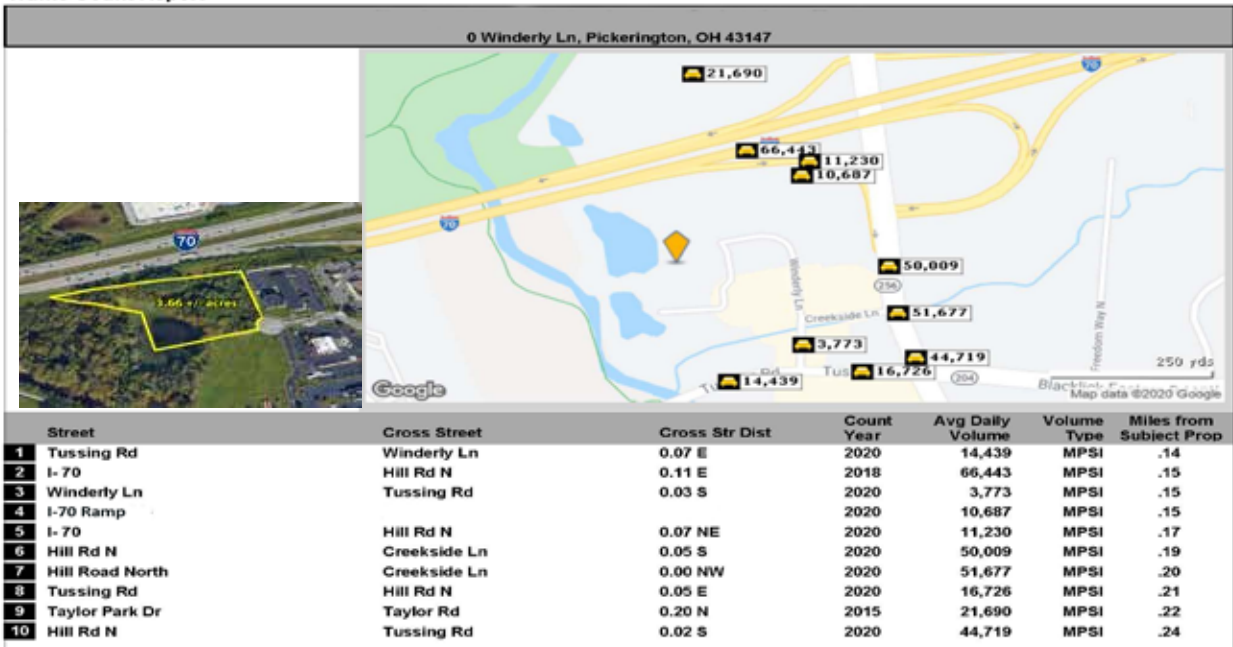 0 Winderly Ln, Pickerington, OH 43147
21,690
70
66,443
11,230
10,687
70
70
3.66 +/- acres
Winderly Ln
50,009
256
Creekside Ln
51,677
Freedom Way N
3,773
44,719
250 yds
16,726
204
14,439
Google
Map data ©2020 Google
Street Cross Street Cross Str Dist Count Year Avg Daily Volume Volume Type Miles from Subject Prop
1 Tussing Rd Winderly Ln 0.07 E 2020 14,439 MPSI .14
2 I-70 Hill Rd N 0.11 E 2018 66,443 MPSI .15
3 Winderly Ln Tussing Rd 0.03 S 2020 3,773 MPSI .15
4 I-70 Ramp 2020 10,687 MPSI .15
5 I-70 Hill Rd N 0.07 NE 2020 11,230 MPSI .17
6 Hill Rd N Creekside Ln 0.05 S 2020 50,009 MPSI .19
7 Hill Road North Creekside Ln 0.00 NW 2020 51,677 MPSI .20
8 Tussing Rd Hill Rd N 0.05 E 2020 16,726 MPSI .21
9 Taylor Park Dr Taylor Rd 0.20 N 2015 21,690 MPSI .22
10 Hill Rd N Tussing Rd 0.02 S 2020 44,719 MPSI .24